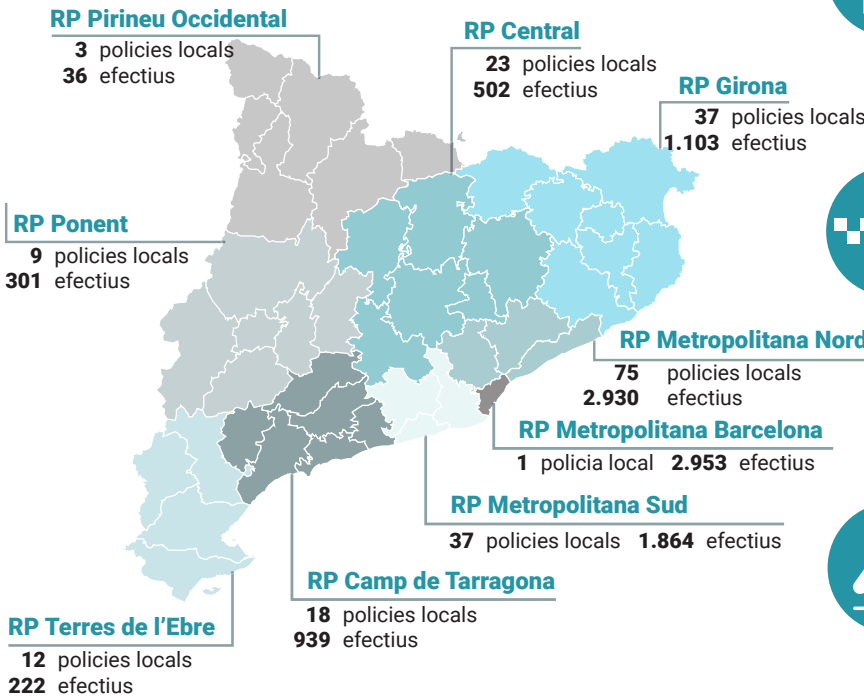 RP Pirineu Occidental
3 policies locals
36 efectius
RP Central
23 policies locals
502 efectius
RP Girona
37 policies locals
1.103 efectius
RP Ponent
9 policies locals
301 efectius
RP Metropolitana Nord
75 policies locals
2.930 efectius
RP Metropolitana Barcelona
1 policia local 2.953 efectius
RP Metropolitana Sud
37 policies locals 1.864 efectius
RP Camp de Tarragona
18 policies locals
939 efectius
RP Terres de l'Ebre
12 policies locals
222 efectius